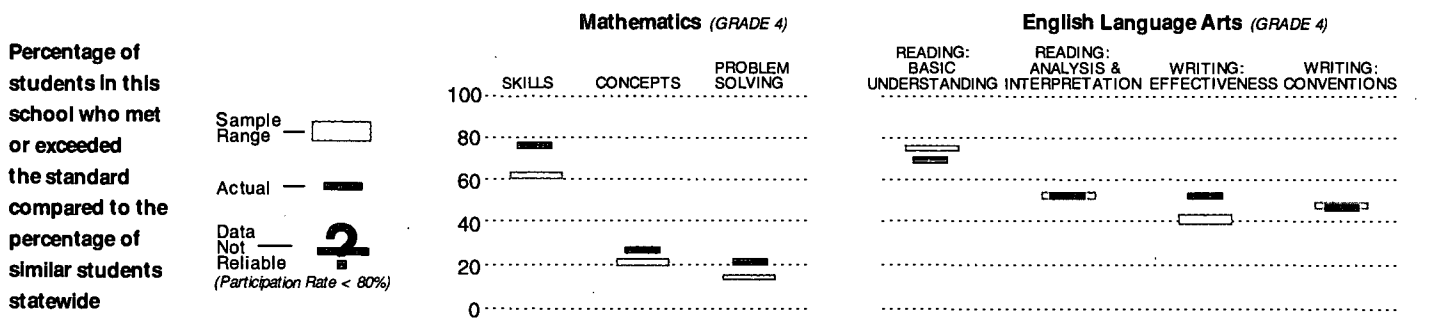 Mathematics (GRADE 4)
English Language Arts (GRADE 4)
Percentage of
students in this
school who met
or exceeded
the standard
compared to the
percentage of
similar students
statewide
Sample
Range
Actual
Data
Not
Reliable
?
(Participation Rate < 80%)
SKILLS
CONCEPTS
PROBLEM
SOLVING
READING:
BASIC
UNDERSTANDING
READING:
ANALYSIS &
INTERPRETATION
WRITING:
EFFECTIVENESS
WRITING:
CONVENTIONS
100
80
60
40
20
0